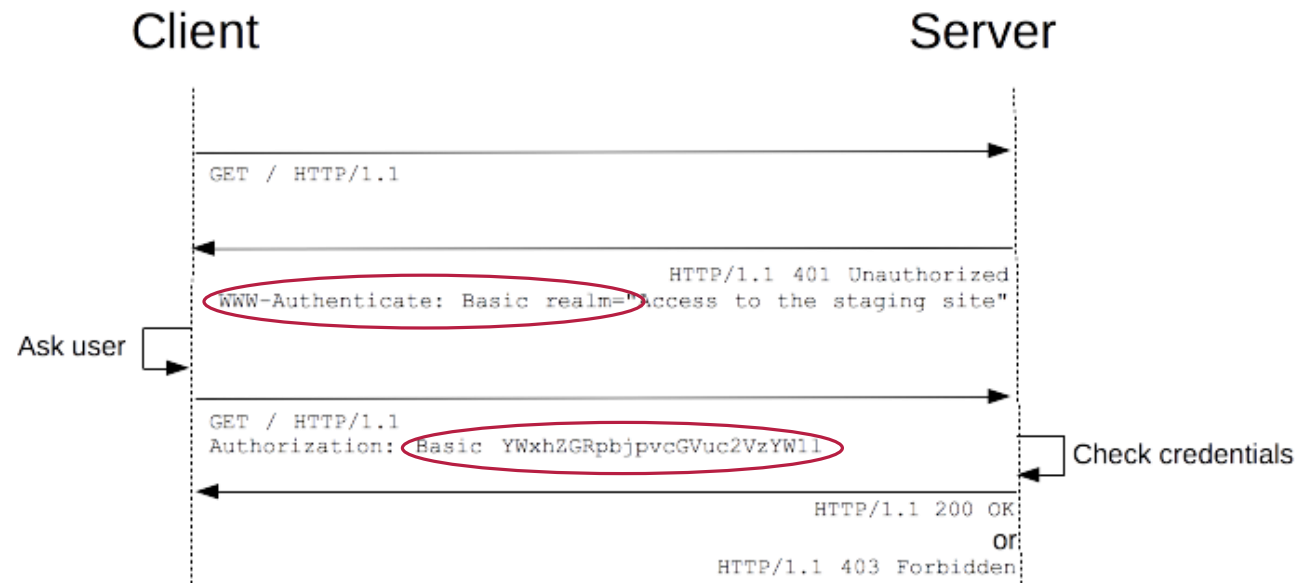 Client
Server
GET / HTTP/1.1
HTTP/1.1 401 Unauthorized
WWW-Authenticate: Basic realm="Access to the staging site"
Ask user
GET / HTTP/1.1
Authorization: Basic YWxhZGRpbjpvcGVuc2VzYW1l
Check credentials
HTTP/1.1 200 OK
or
HTTP/1.1 403 Forbidden